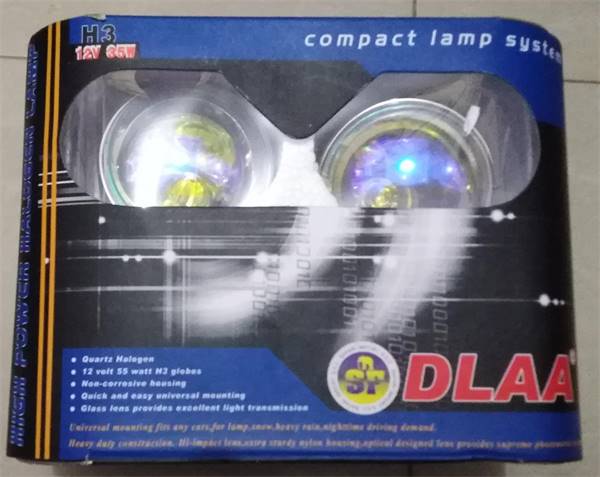 H3
12V 35W
compact lamp system
HIGH POWER HALOGEN LAMP
Quartz Halogen
12 volt 55 watt H3 globes
Non-corrosive housing
Quick and easy universal mounting
Glass lens provides excellent light transmission
SF
DLAA
Universal mounting fits any cars,for lamp,snow,heavy rain,nighttime driving demand.
Heavy duty construction. Hi-impact lens,extra sturdy nylon housing,optical designed lens provides supreme